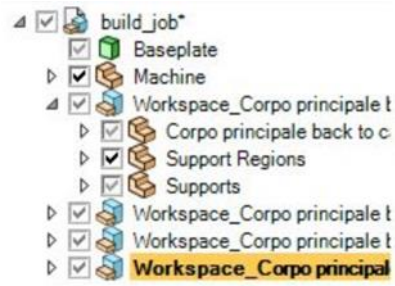 build_job*
Baseplate
Machine
Workspace_Corpo principale
Corpo principale back to
Support Regions
Supports
Workspace_Corpo principale
Workspace_Corpo principale
Workspace_Corpo principal